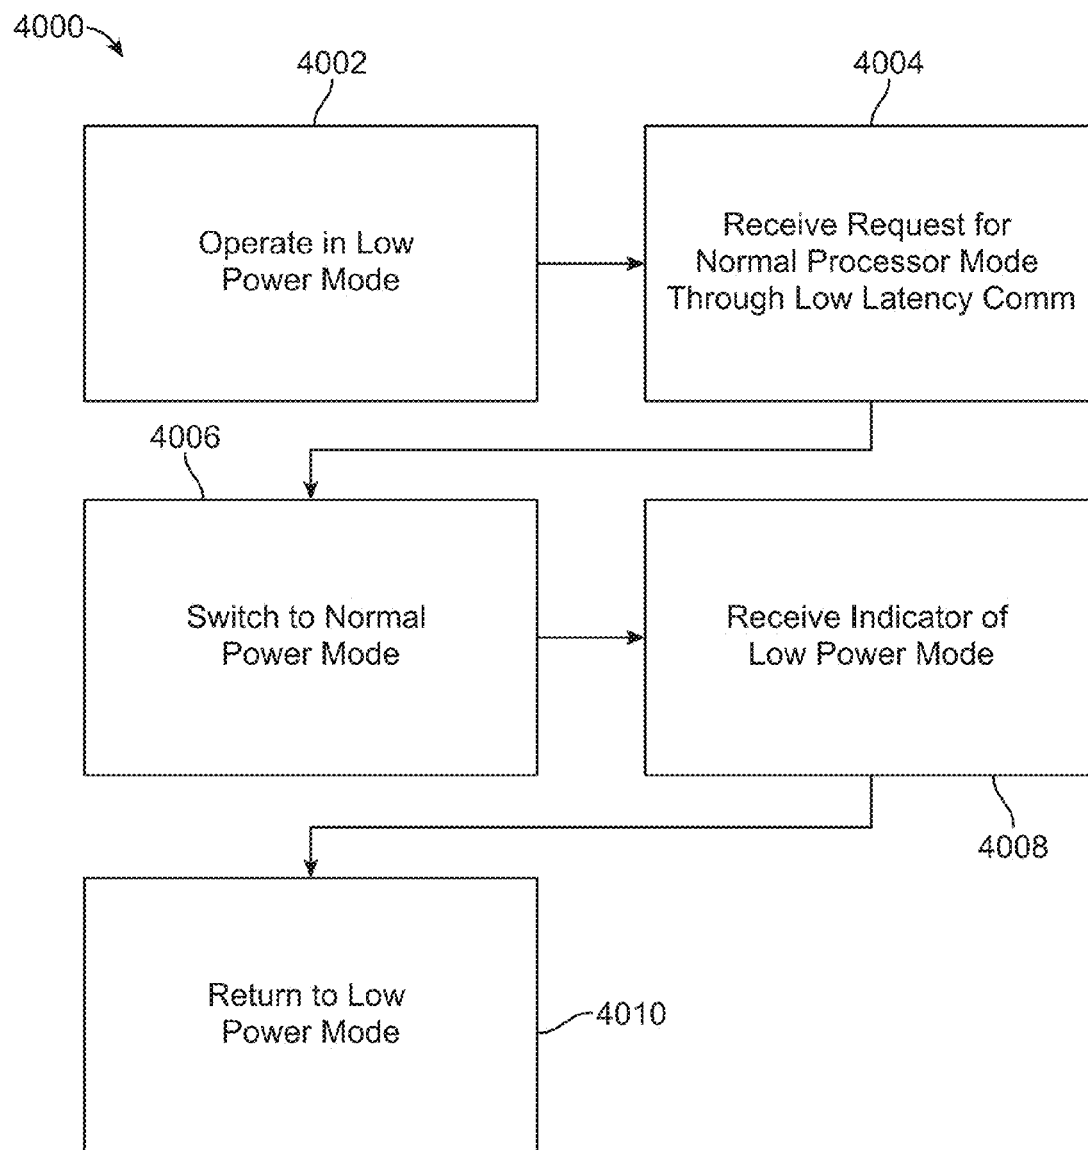 4000
4002
4004
Operate in Low
Power Mode
Receive Request for
Normal Processor Mode
Through Low Latency Comm
4006
Switch to Normal
Power Mode
Receive Indicator of
Low Power Mode
4008
Return to Low
Power Mode
4010